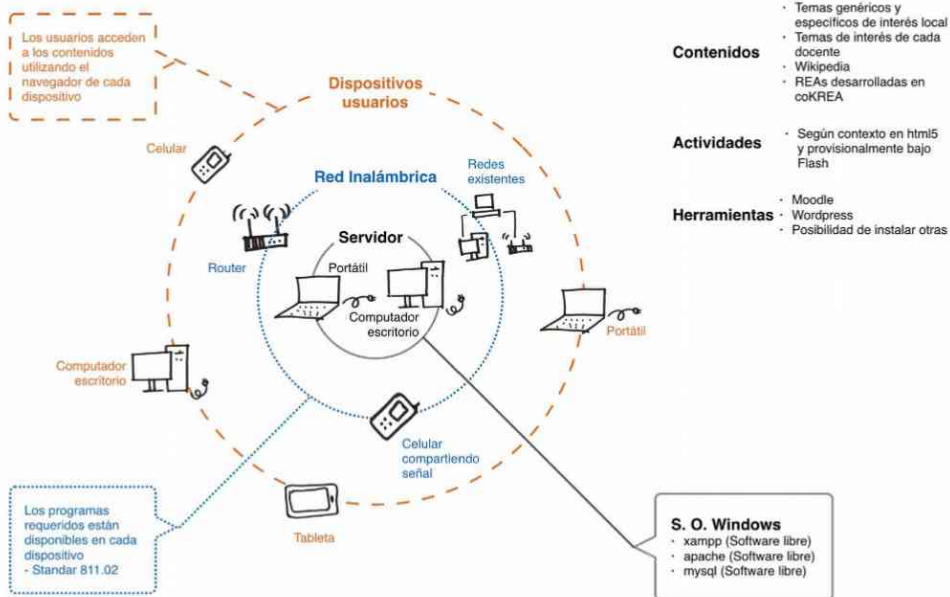 Los usuarios acceden
a los contenidos
utilizando el
navegador de cada
dispositivo
Dispositivos
usuarios
Celular
Red Inalámbrica
Redes
existentes
Router
Servidor
Portátil
Computador
escritorio
Portátil
Computador
escritorio
Celular
compartiendo
señal
Tableta
Los programas
requeridos están
disponibles en cada
dispositivo
- Standar 811.02
Contenidos
· Temas genéricos y
específicos de interés local
· Temas de interés de cada
docente
· Wikipedia
· REAs desarrolladas en
coKREA
Actividades
· Según contexto en html5
y provisionalmente bajo
Flash
Herramientas
· Moodle
· Wordpress
· Posibilidad de instalar otras
S. O. Windows
· xampp (Software libre)
· apache (Software libre)
· mysql (Software libre)